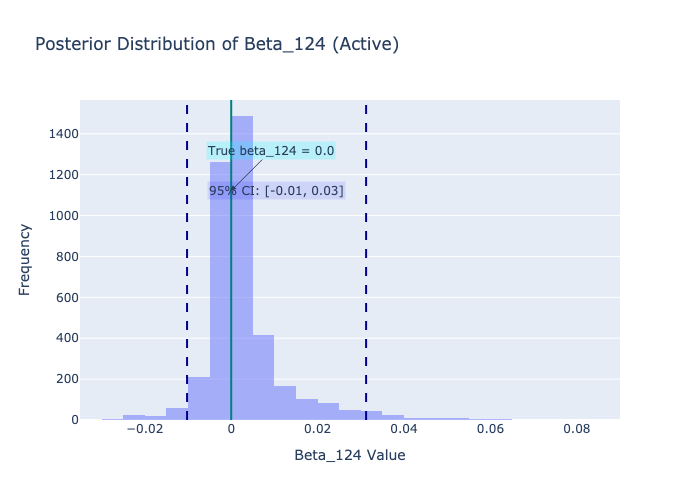 Posterior Distribution of Beta_124 (Active)
1400
1200
1000
800
600
400
200
0
Frequency
True beta_124 = 0.0
95% CI: [-0.01, 0.03]
−0.02
0
0.02
0.04
0.06
0.08
Beta_124 Value